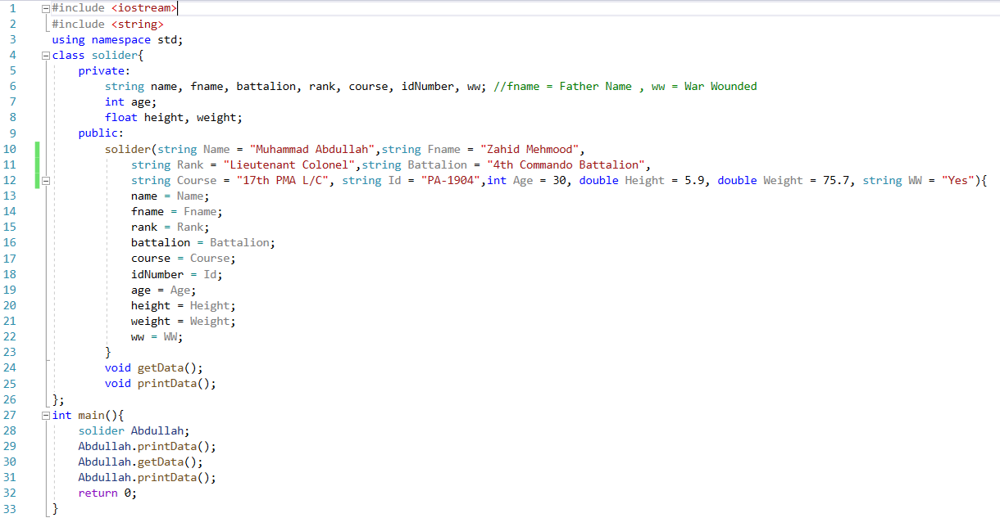 1 #include <iostream>
2 #include <string>
3 using namespace std;
4 class solider{
5 private:
6 string name, fname, battalion, rank, course, idNumber, ww; //fname = Father Name , ww = War Wounded
7 int age;
8 float height, weight;
9 public:
10 solider(string Name = "Muhammad Abdullah",string Fname = "Zahid Mehmood",
11 string Rank = "Lieutenant Colonel",string Battalion = "4th Commando Battalion",
12 string Course = "17th PMA L/C", string Id = "PA-1904",int Age = 30, double Height = 5.9, double Weight = 75.7, string WW = "Yes"){
13 name = Name;
14 fname = Fname;
15 rank = Rank;
16 battalion = Battalion;
17 course = Course;
18 idNumber = Id;
19 age = Age;
20 height = Height;
21 weight = Weight;
22 ww = WW;
23 }
24 void getData();
25 void printData();
26 };
27 int main(){
28 solider Abdullah;
29 Abdullah.printData();
30 Abdullah.getData();
31 Abdullah.printData();
32 return 0;
33 }